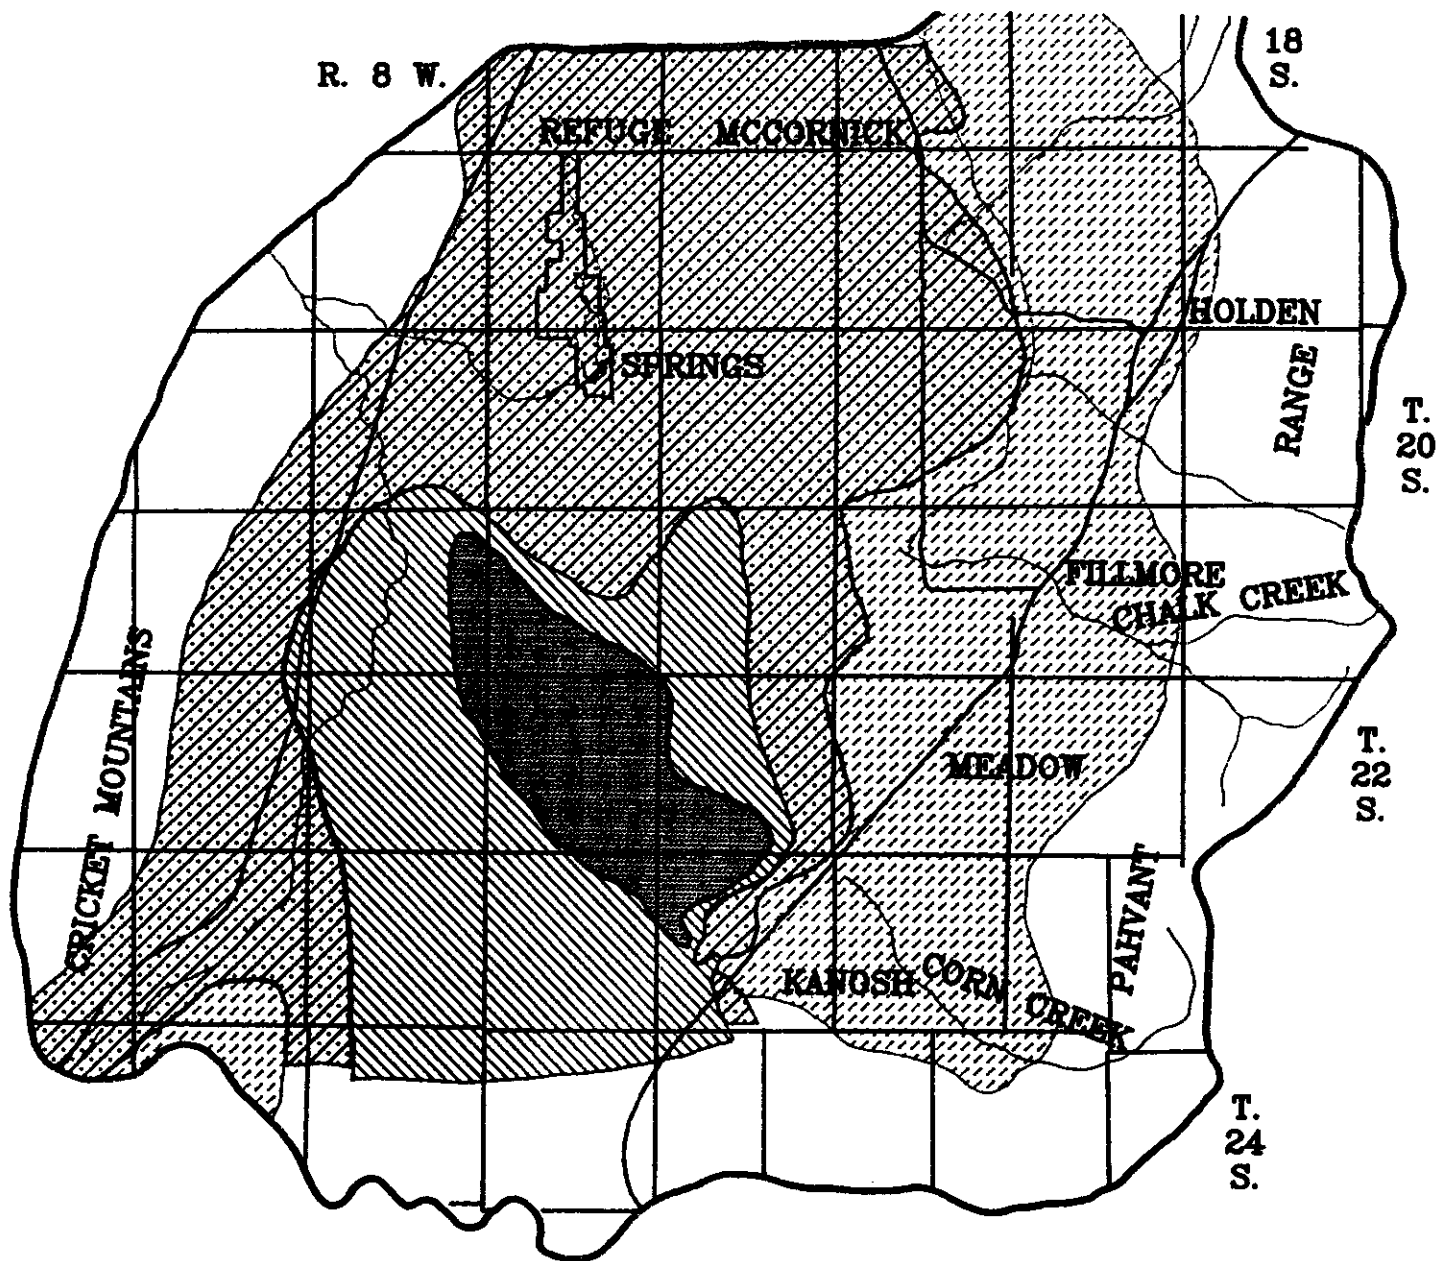 18
S.
R. 8 W.
REFUGE MCCORNICK
HOLDEN
SPRINGS
RANGE
T.
20
S.
FILLMORE
CHALK CREEK
CRICKET MOUNTAINS
MEADOW
T.
22
S.
PAHVANT
KANOSH
CORN CREEK
T.
24
S.